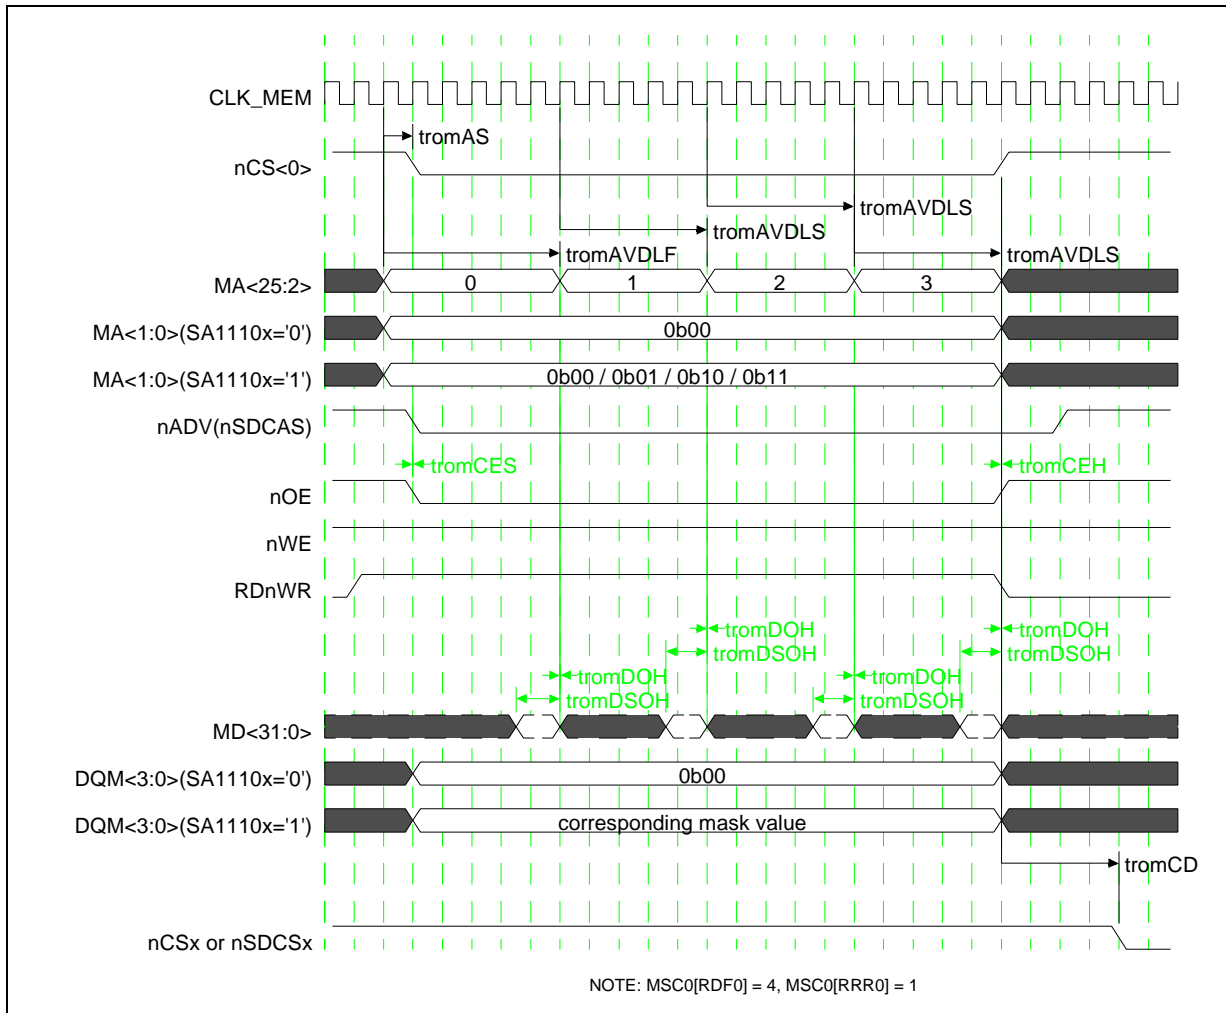 CLK_MEM
tromAS
nCS<0>
tromAVDLS
tromAVDLS
tromAVDLF
tromAVDLS
MA<25:2>
0
1
2
3
MA<1:0>(SA1110x='0')
0b00
MA<1:0>(SA1110x='1')
0b00 / 0b01 / 0b10 / 0b11
nADV(nSDCAS)
tromCES
tromCEH
nOE
nWE
RDnWR
tromDOH
tromDOH
tromDSOH
tromDSOH
tromDOH
tromDOH
tromDSOH
tromDSOH
MD<31:0>
DQM<3:0>(SA1110x='0')
0b00
DQM<3:0>(SA1110x='1')
corresponding mask value
tromCD
nCSx or nSDCSx
NOTE: MSC0[RDF0] = 4, MSC0[RRR0] = 1